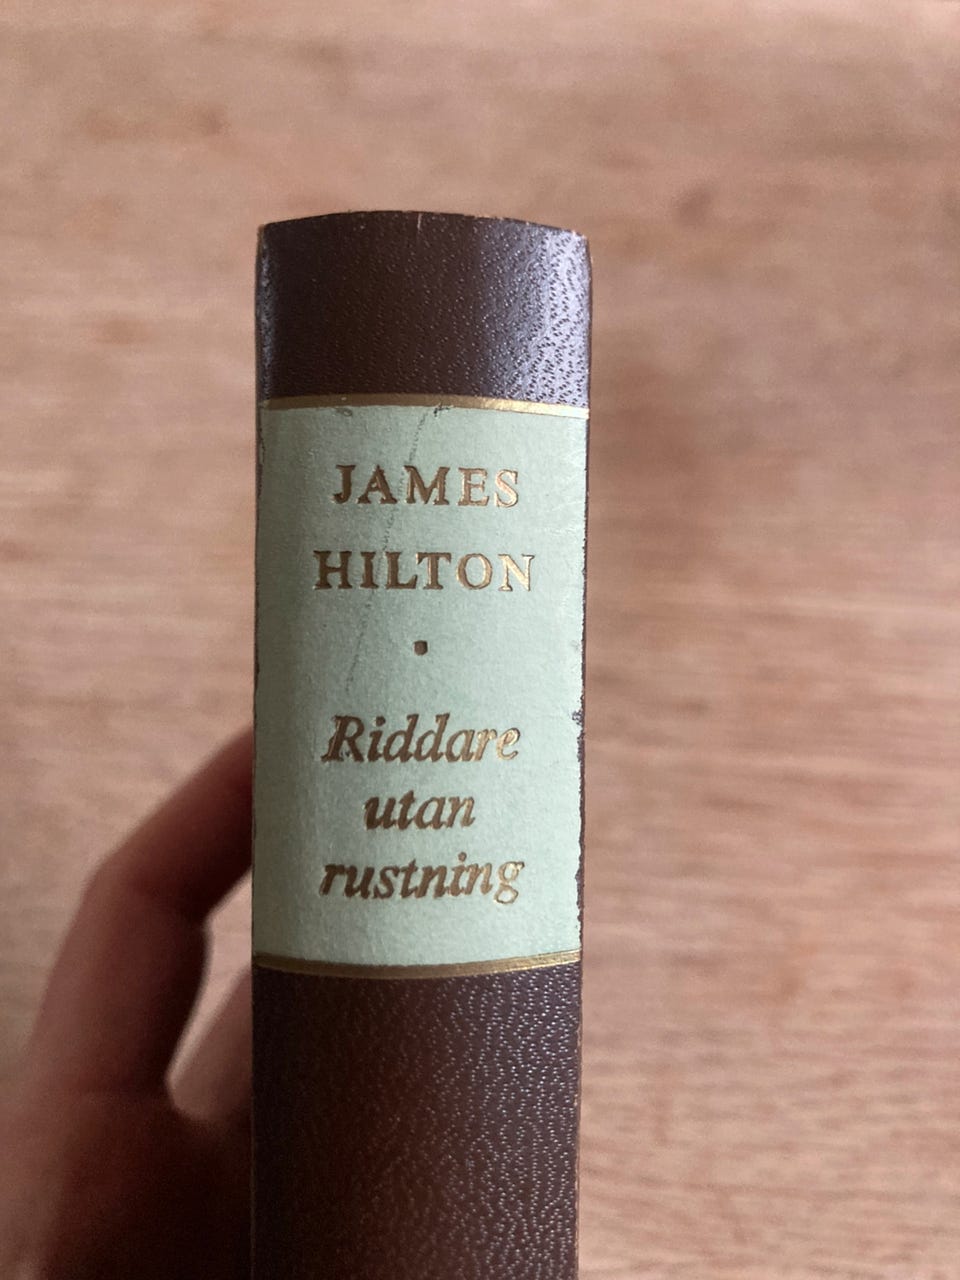 JAMES
HILTON
·
Riddare
utan
rustning